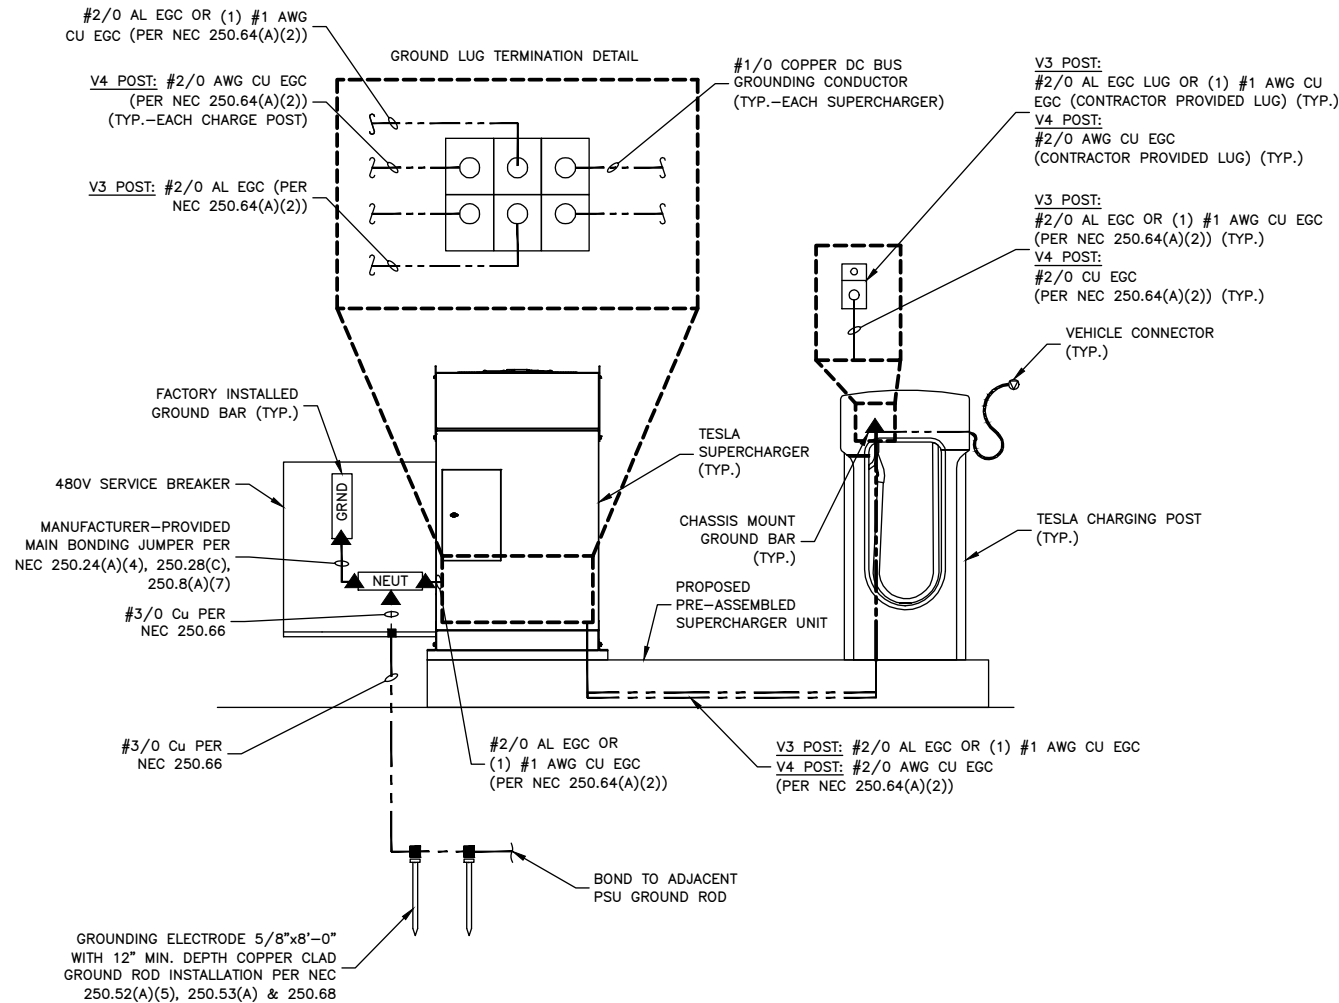 #2/0 AL EGC OR (1) #1 AWG
CU EGC (PER NEC 250.64(A)(2))
GROUND LUG TERMINATION DETAIL
V4 POST: #2/0 AWG CU EGC
(PER NEC 250.64(A)(2))
(TYP.-EACH CHARGE POST)
V3 POST: #2/0 AL EGC (PER
NEC 250.64(A)(2))
#1/0 COPPER DC BUS
GROUNDING CONDUCTOR
(TYP.-EACH SUPERCHARGER)
V3 POST:
#2/0 AL EGC LUG OR (1) #1 AWG CU
EGC (CONTRACTOR PROVIDED LUG) (TYP.)
V4 POST:
#2/0 AWG CU EGC
(CONTRACTOR PROVIDED LUG) (TYP.)
V3 POST:
#2/0 AL EGC OR (1) #1 AWG CU EGC
(PER NEC 250.64(A)(2)) (TYP.)
V4 POST:
#2/0 CU EGC
(PER NEC 250.64(A)(2)) (TYP.)
VEHICLE CONNECTOR
(TYP.)
FACTORY INSTALLED
GROUND BAR (TYP.)
480V SERVICE BREAKER
GRND
MANUFACTURER-PROVIDED
MAIN BONDING JUMPER PER
NEC 250.24(A)(4), 250.28(C),
250.8(A)(7)
NEUT
#3/0 Cu PER
NEC 250.66
TESLA
SUPERCHARGER
(TYP.)
CHASSIS MOUNT
GROUND BAR
(TYP.)
TESLA CHARGING POST
(TYP.)
PROPOSED
PRE-ASSEMBLED
SUPERCHARGER UNIT
#3/0 Cu PER
NEC 250.66
#2/0 AL EGC OR
(1) #1 AWG CU EGC
(PER NEC 250.64(A)(2))
V3 POST: #2/0 AL EGC OR (1) #1 AWG CU EGC
V4 POST: #2/0 AWG CU EGC
(PER NEC 250.64(A)(2))
BOND TO ADJACENT
PSU GROUND ROD
GROUNDING ELECTRODE 5/8"x8'-0"
WITH 12" MIN. DEPTH COPPER CLAD
GROUND ROD INSTALLATION PER NEC
250.52(A)(5), 250.53(A) & 250.68